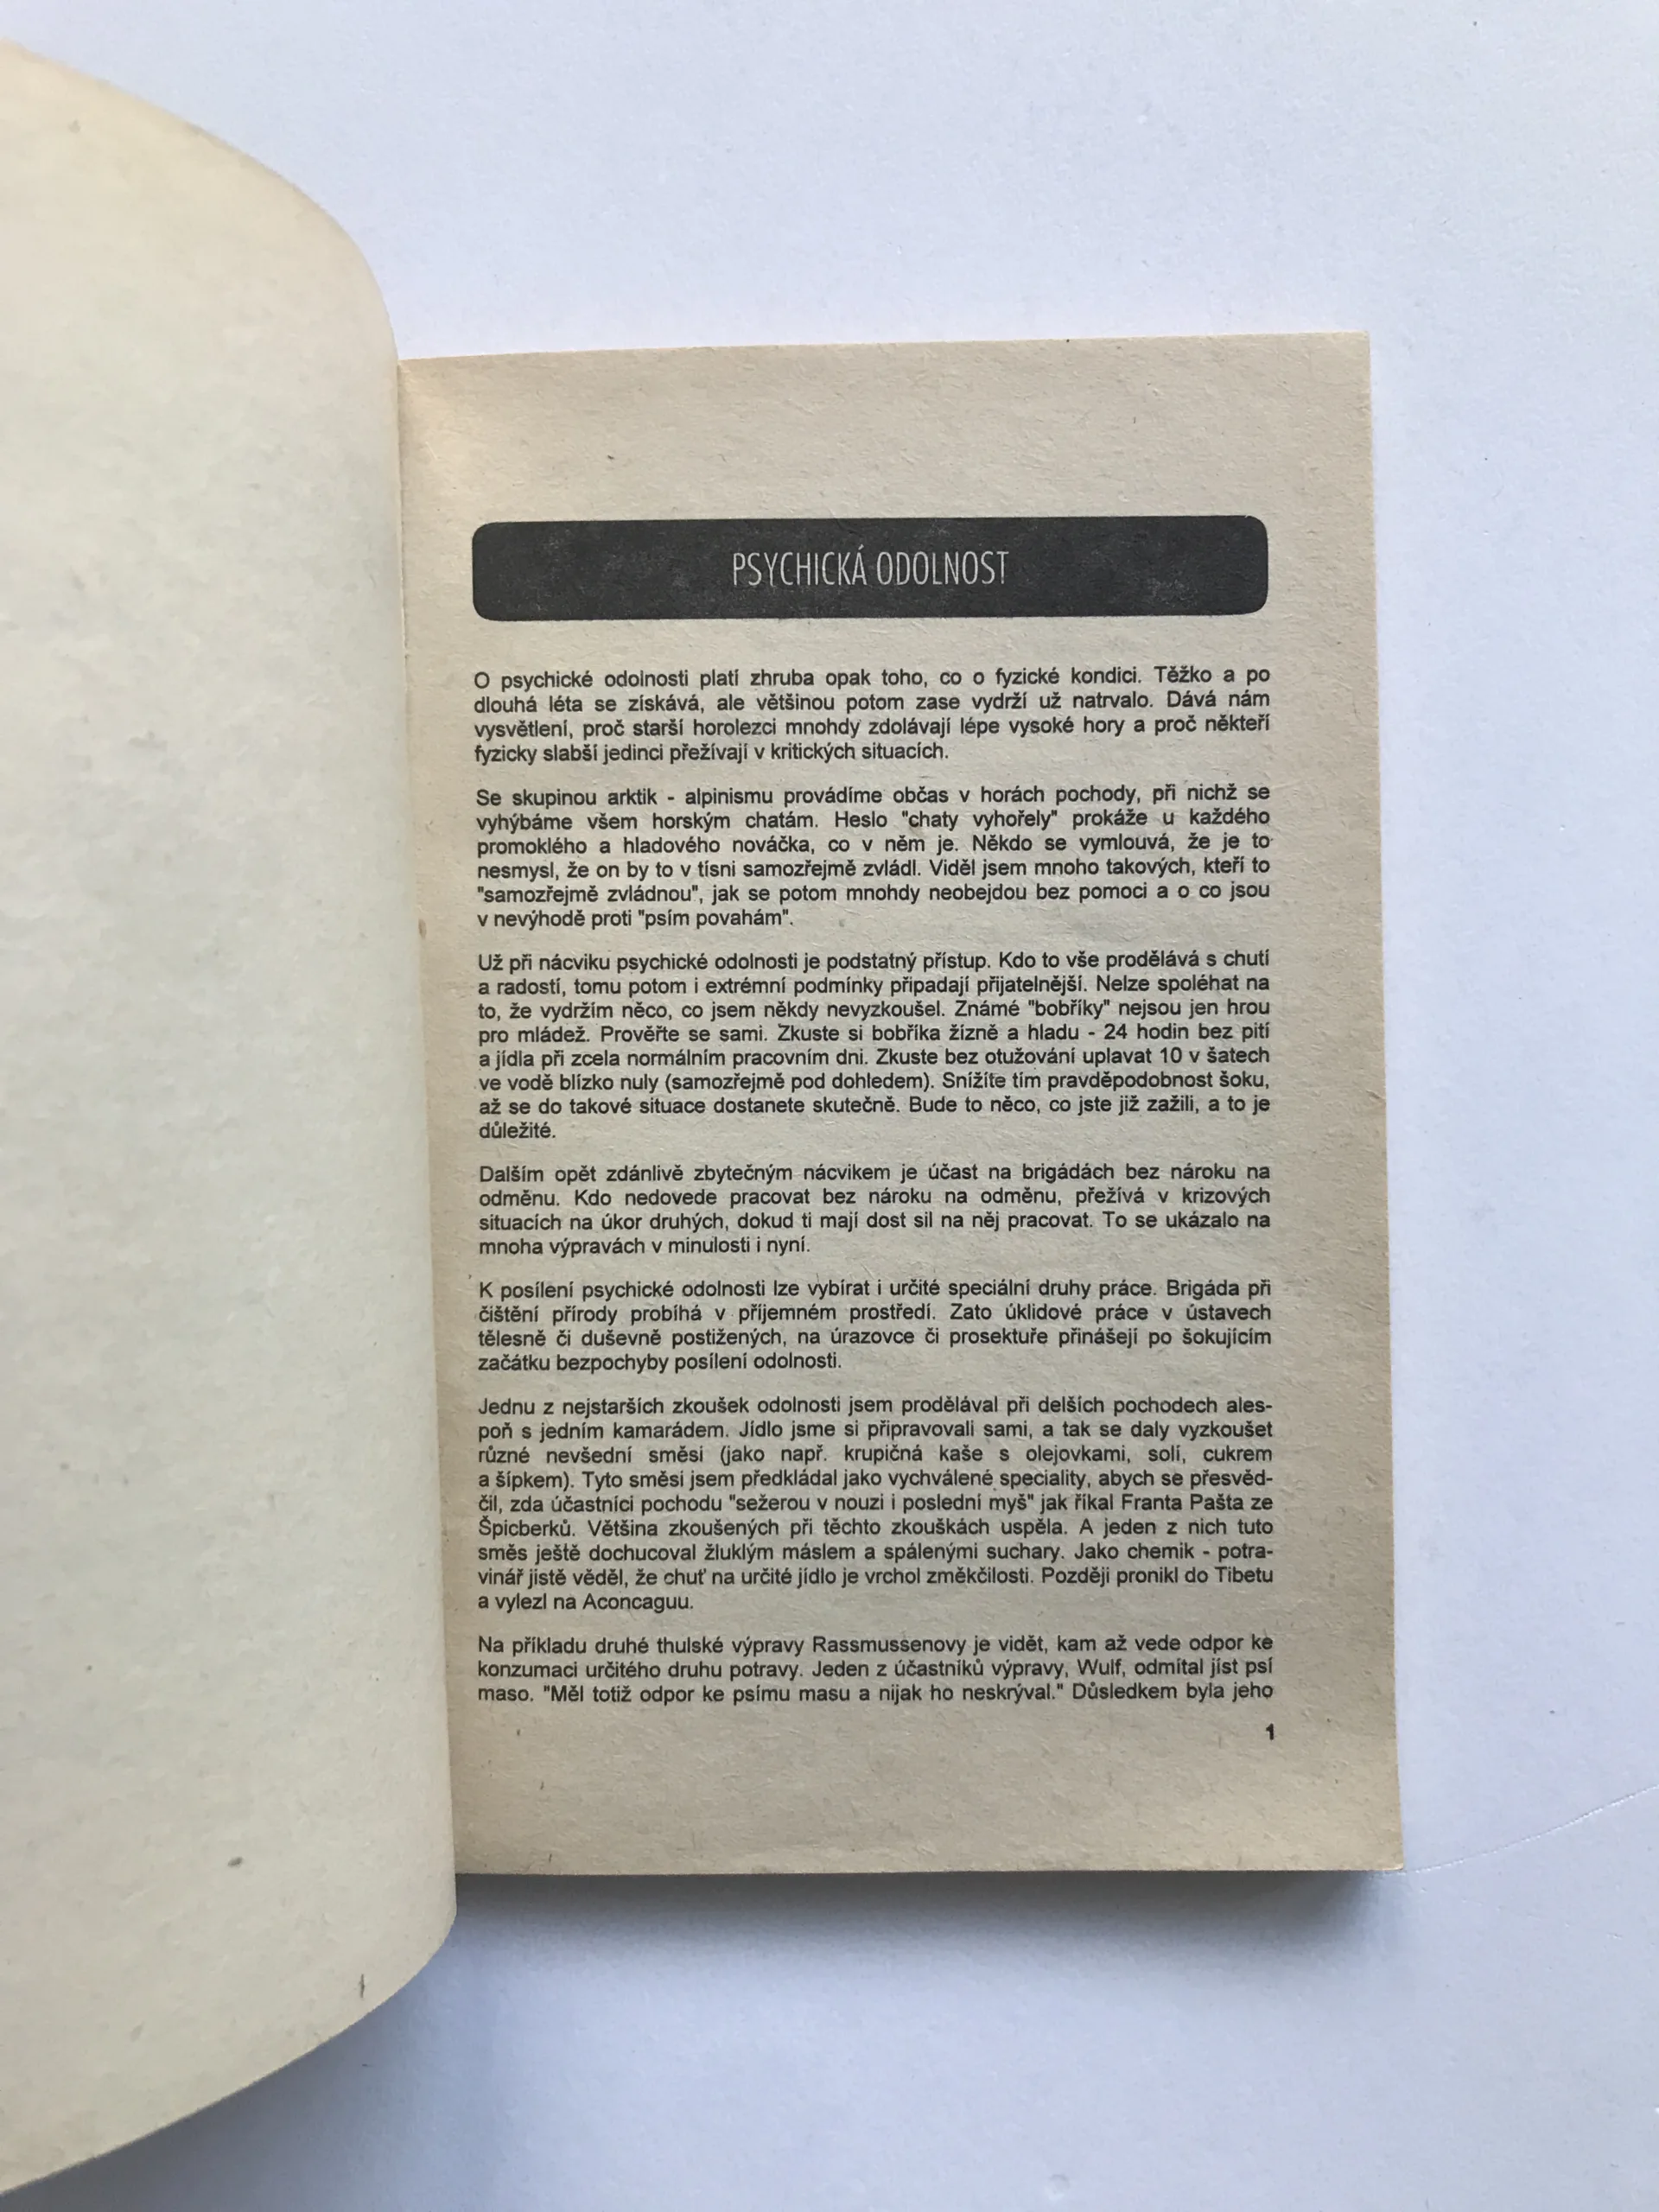 PSYCHICKÁ ODOLNOST
O psychické odolnosti platí zhruba opak toho, co o fyzické kondici. Těžko a po
dlouhá léta se získává, ale většinou potom zase vydrží už natrvalo. Dává nám
vysvětlení, proč starší horolezci mnohdy zdolávají lépe vysoké hory a proč někteří
fyzicky slabší jedinci přežívají v kritických situacích.
Se skupinou arktik - alpinismu provádíme občas v horách pochody, při nichž se
vyhýbáme všem horským chatám. Heslo "chaty vyhořely" prokáže u každého
promoklého a hladového nováčka, co v něm je. Někdo se vymlouvá, že je to
nesmysl, že on by to v tísni samozřejmě zvládl. Viděl jsem mnoho takových, kteří to
"samozřejmě zvládnou", jak se potom mnohdy neobejdou bez pomoci a o co jsou
v nevýhodě proti "psím povahám".
Už při nácviku psychické odolnosti je podstatný přístup. Kdo to vše prodělává s chutí
a radostí, tomu potom i extrémní podmínky připadají přijatelnější. Nelze spoléhat na
to, že vydržím něco, co jsem někdy nevyzkoušel. Známé "bobříky" nejsou jen hrou
pro mládež. Prověřte se sami. Zkuste si bobříka žízně a hladu - 24 hodin bez pití
a jídla při zcela normálním pracovním dni. Zkuste bez otužování uplavat 10 v šatech
ve vodě blízko nuly (samozřejmě pod dohledem). Snížíte tím pravděpodobnost šoku,
až se do takové situace dostanete skutečně. Bude to něco, co jste již zažili, a to je
důležité.
Dalším opět zdánlivě zbytečným nácvikem je účast na brigádách bez nároku na
odměnu. Kdo nedovede pracovat bez nároku na odměnu, přežívá v krizových
situacích na úkor druhých, dokud ti mají dost sil na něj pracovat. To se ukázalo na
mnoha výpravách v minulosti i nyní.
K posílení psychické odolnosti lze vybírat i určité speciální druhy práce. Brigáda při
čištění přírody probíhá v příjemném prostředí. Zato úklidové práce v ústavech
tělesně či duševně postižených, na úrazovce či prosektuře přinášejí po šokujícím
začátku bezpochyby posílení odolnosti.
Jednu z nejstarších zkoušek odolnosti jsem prodělával při delších pochodech ales-
poň s jedním kamarádem. Jídlo jsme si připravovali sami, a tak se daly vyzkoušet
různé nevšední směsi (jako např. krupičná kaše s olejovkami, solí, cukrem
a šípkem). Tyto směsi jsem předkládal jako vychválené speciality, abych se přesvěd-
čil, zda účastníci pochodu "sežerou v nouzi i poslední myš" jak říkal Franta Pašta ze
Špicberků. Většina zkoušených při těchto zkouškách uspěla. A jeden z nich tuto
směs ještě dochucoval žluklým máslem a spálenými suchary. Jako chemik - potra-
vinář jistě věděl, že chuť na určité jídlo je vrchol změkčilosti. Později pronikl do Tibetu
a vylezl na Aconcaguu.
Na příkladu druhé thulské výpravy Rassmussenovy je vidět, kam až vede odpor ke
konzumaci určitého druhu potravy. Jeden z účastníků výpravy, Wulf, odmítal jíst psí
maso. "Měl totiž odpor ke psímu masu a nijak ho neskrýval." Důsledkem byla jeho
1